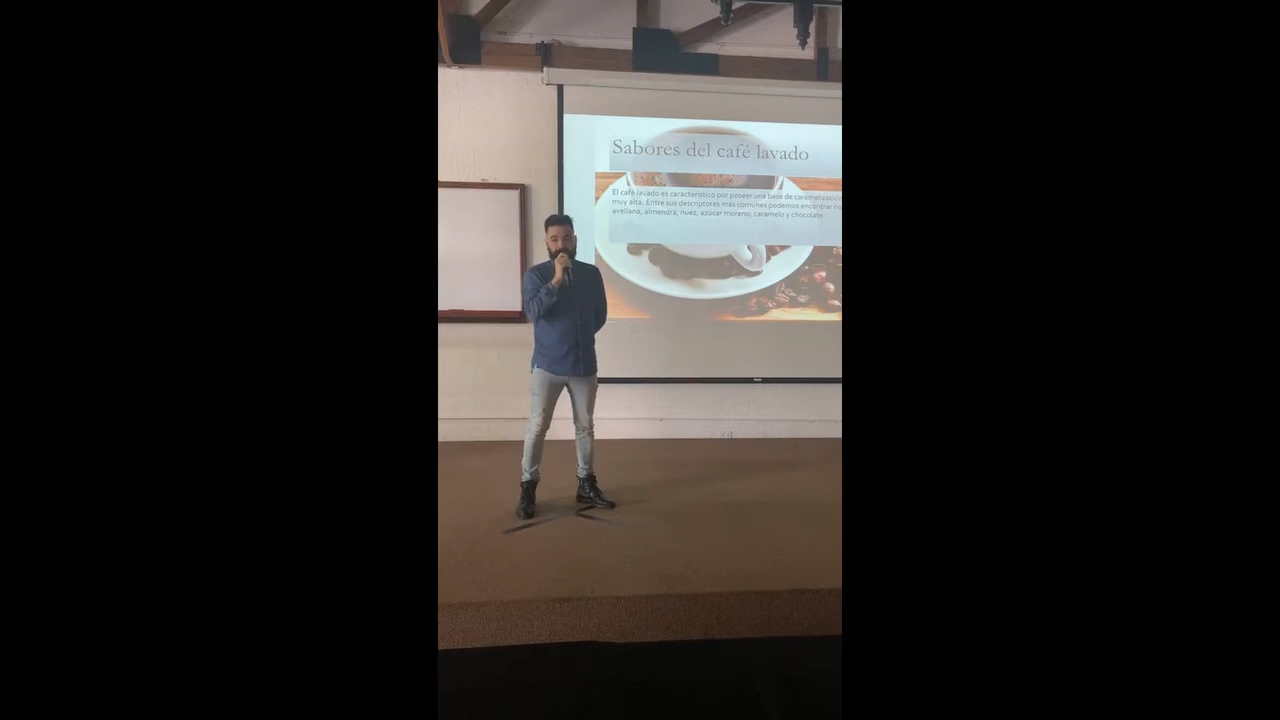 Sabores del café lavado
El café lavado es característico por poseer una base de caramelización
muy alta. Entre sus descriptores más comunes podemos encontrar
avellana, almendra, nuez, azúcar moreno, caramelo y chocolate.